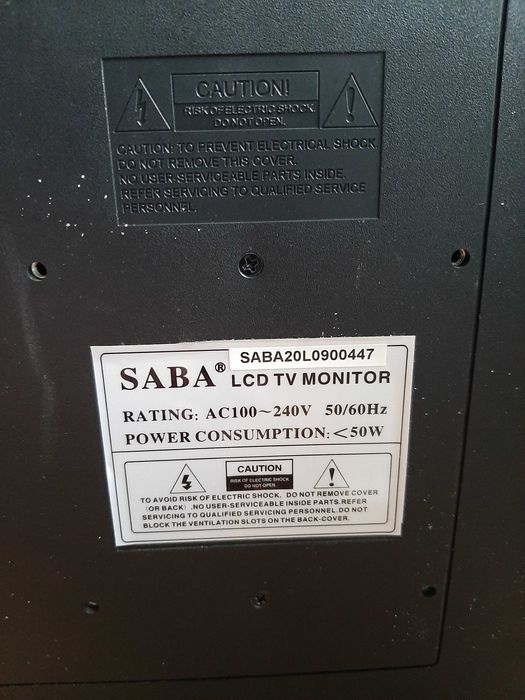 CAUTION!
RISK OF ELECTRIC SHOCK.
DO NOT OPEN.
CAUTION: TO PREVENT ELECTRICAL SHOCK,
DO NOT REMOVE THIS COVER.
NO USER-SERVICEABLE PARTS INSIDE.
REFER SERVICING TO QUALIFIED SERVICE
PERSONNEL.
SABA20L0900447
SABA® LCD TV MONITOR
RATING: AC100~240V 50/60Hz
POWER CONSUMPTION:<50W
CAUTION
RISK OF ELECTRIC SHOCK
DO NOT OPEN
TO AVOID RISK OF ELECTRIC SHOCK. DO NOT REMOVE COVER
(OR BACK) .NO USER-SERVICEABLE INSIDE PARTS.REFER
SERVICING TO QUALIFIED SERVICING PERSONNEL.DO NOT
BLOCK THE VENTILATION SLOTS ON THE BACK-COVER.